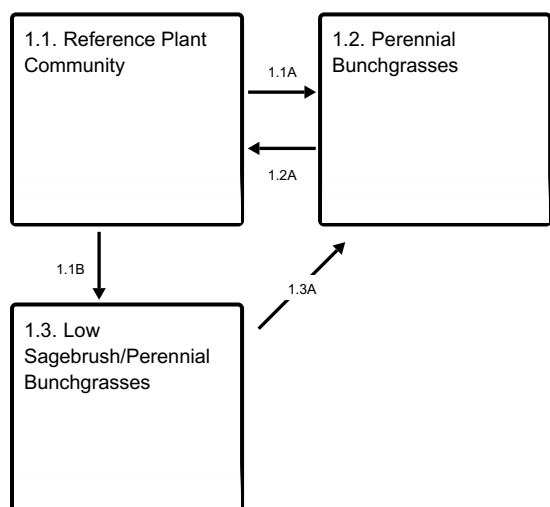 1.1. Reference Plant
Community
1.2. Perennial
Bunchgrasses
1.1A
1.2A
1.1B
1.3A
1.3. Low
Sagebrush/Perennial
Bunchgrasses